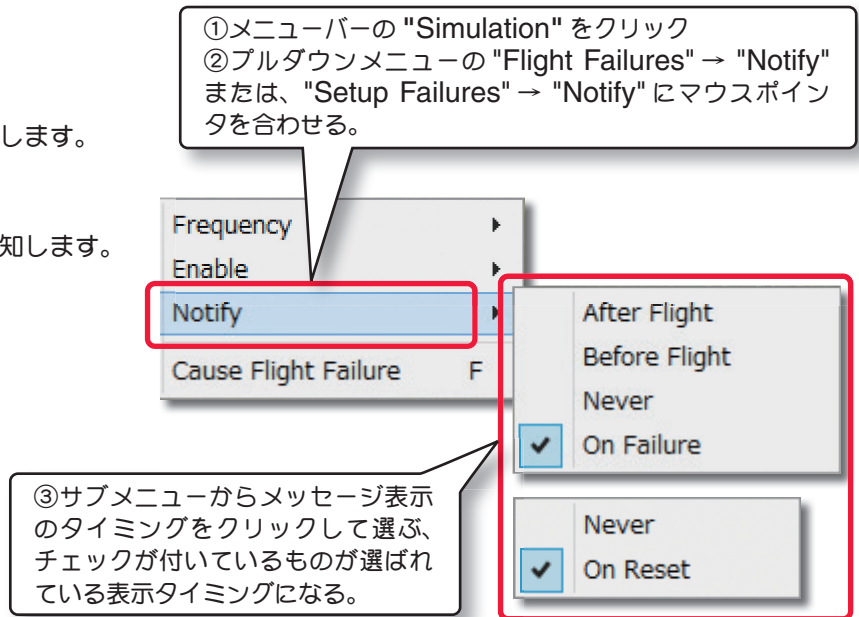 ①メニューバーの "Simulation" をクリック
②プルダウンメニューの "Flight Failures" → "Notify"
または、"Setup Failures" → "Notify" にマウスポイン
タを合わせる。
します。
知します。
Frequency
Enable
Notify
Cause Flight Failure F
After Flight
Before Flight
Never
On Failure
③サブメニューからメッセージ表示
のタイミングをクリックして選ぶ、
チェックが付いているものが選ばれ
ている表示タイミングになる。
Never
On Reset